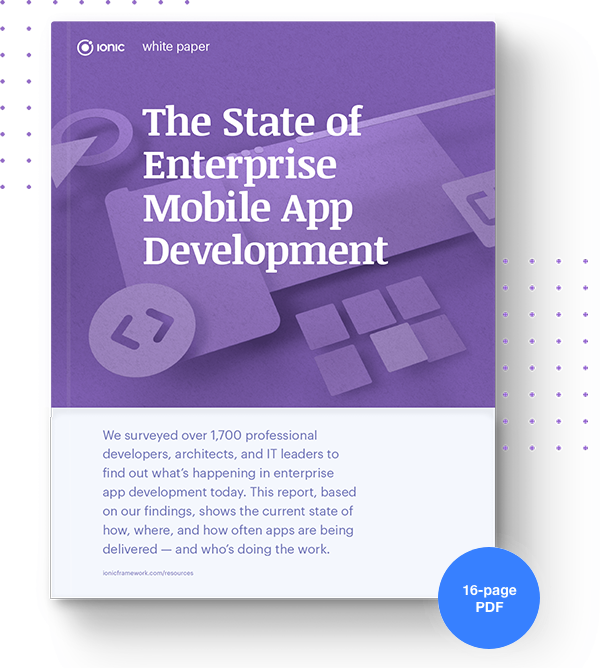 ionic white paper
The State of
Enterprise
Mobile App
Development
We surveyed over 1,700 professional
developers, architects, and IT leaders to
find out what's happening in enterprise
app development today. This report, based
on our findings, shows the current state of
how, where, and how often apps are being
delivered — and who's doing the work.
ionicframework.com/resources
16-page
PDF